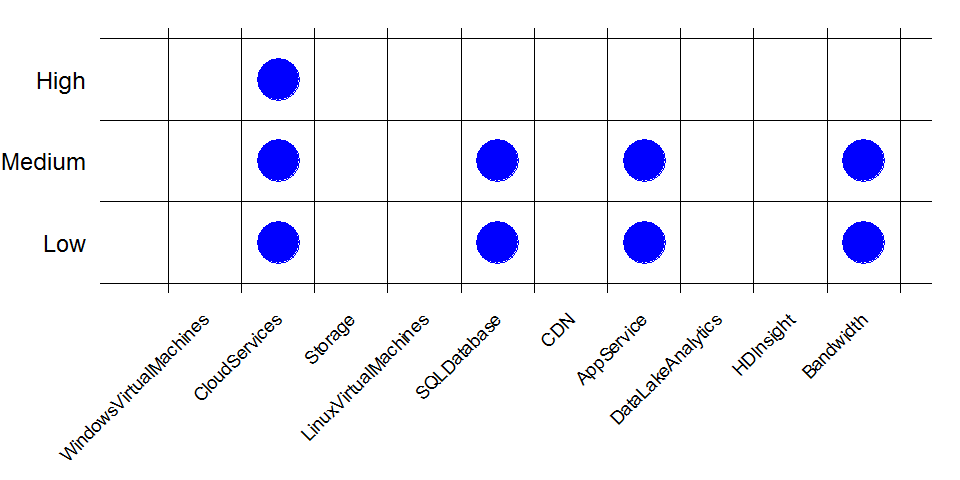 High
Medium
Low
WindowsVirtualMachines
CloudServices
Storage
LinuxVirtualMachines
SQLDatabase
CDN
AppService
DataLakeAnalytics
HDInsight
Bandwidth